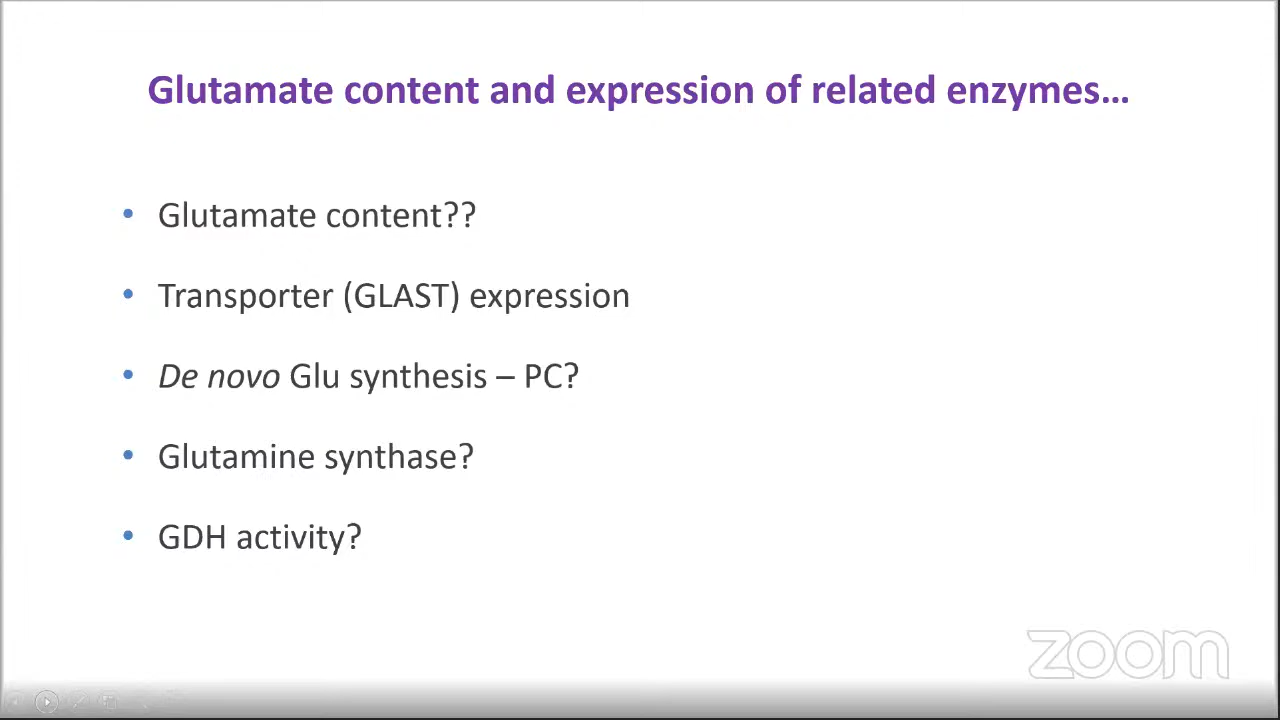 Glutamate content and expression of related enzymes…
• Glutamate content??
• Transporter (GLAST) expression
• De novo Glu synthesis – PC?
• Glutamine synthase?
• GDH activity?
zoom